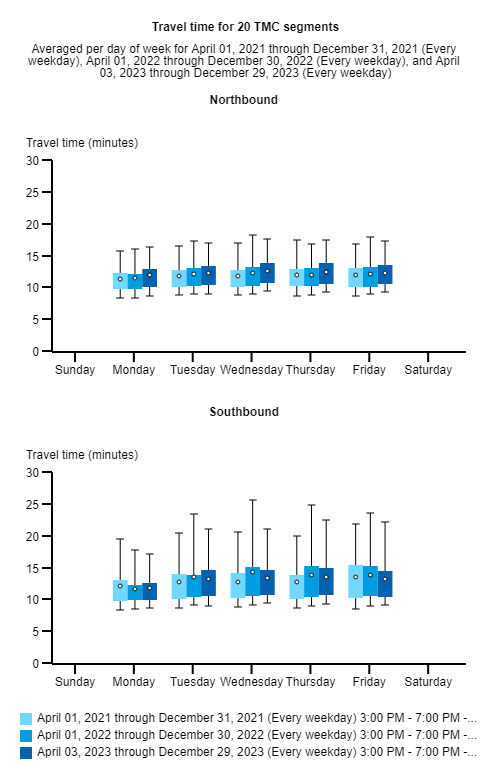 Travel time for 20 TMC segments
Averaged per day of week for April 01, 2021 through December 31, 2021 (Every
weekday), April 01, 2022 through December 30, 2022 (Every weekday), and April
03, 2023 through December 29, 2023 (Every weekday)
Northbound
Travel time (minutes)
30
25
20
15
10
5
0
Sunday Monday Tuesday Wednesday Thursday Friday Saturday
Southbound
Travel time (minutes)
30
25
20
15
10
5
0
Sunday Monday Tuesday Wednesday Thursday Friday Saturday
April 01, 2021 through December 31, 2021 (Every weekday) 3:00 PM - 7:00 PM -...
April 01, 2022 through December 30, 2022 (Every weekday) 3:00 PM - 7:00 PM -...
April 03, 2023 through December 29, 2023 (Every weekday) 3:00 PM - 7:00 PM -...